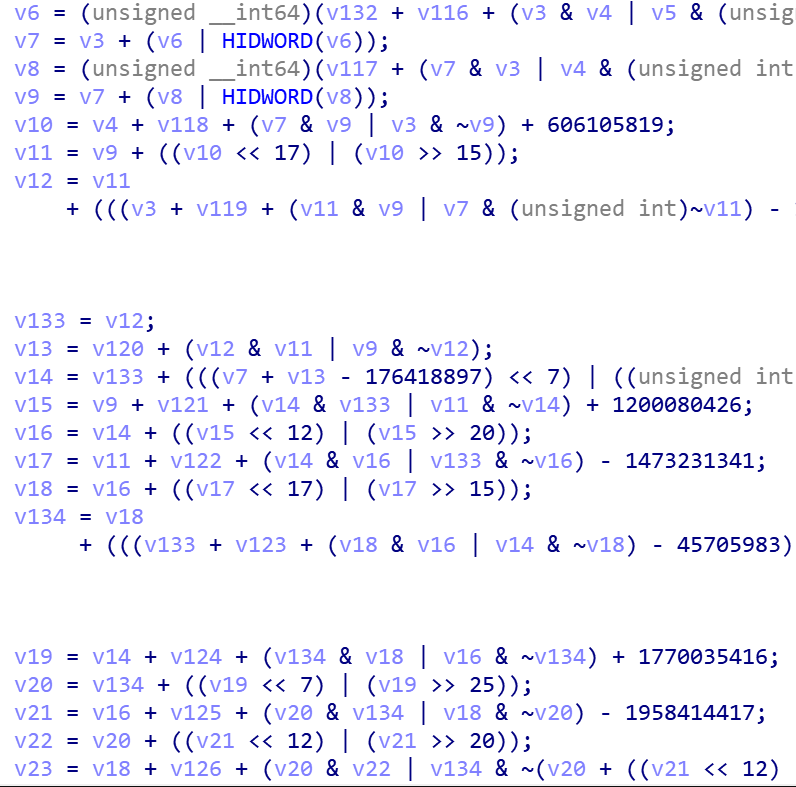 v6 = (unsigned __int64)(v132 + v116 + (v3 & v4 | v5 & (unsig
v7 = v3 + (v6 | HIDWORD(v6));
v8 = (unsigned __int64)(v117 + (v7 & v3 | v4 & (unsigned int
v9 = v7 + (v8 | HIDWORD(v8));
v10 = v4 + v118 + (v7 & v9 | v3 & ~v9) + 606105819;
v11 = v9 + ((v10 << 17) | (v10 >> 15));
v12 = v11
+ (((v3 + v119 + (v11 & v9 | v7 & (unsigned int)~v11) -
v133 = v12;
v13 = v120 + (v12 & v11 | v9 & ~v12);
v14 = v133 + (((v7 + v13 - 176418897) << 7) | ((unsigned int
v15 = v9 + v121 + (v14 & v133 | v11 & ~v14) + 1200080426;
v16 = v14 + ((v15 << 12) | (v15 >> 20));
v17 = v11 + v122 + (v14 & v16 | v133 & ~v16) - 1473231341;
v18 = v16 + ((v17 << 17) | (v17 >> 15));
v134 = v18
+ (((v133 + v123 + (v18 & v16 | v14 & ~v18) - 45705983)
v19 = v14 + v124 + (v134 & v18 | v16 & ~v134) + 1770035416;
v20 = v134 + ((v19 << 7) | (v19 >> 25));
v21 = v16 + v125 + (v20 & v134 | v18 & ~v20) - 1958414417;
v22 = v20 + ((v21 << 12) | (v21 >> 20));
v23 = v18 + v126 + (v20 & v22 | v134 & ~(v20 + ((v21 << 12)